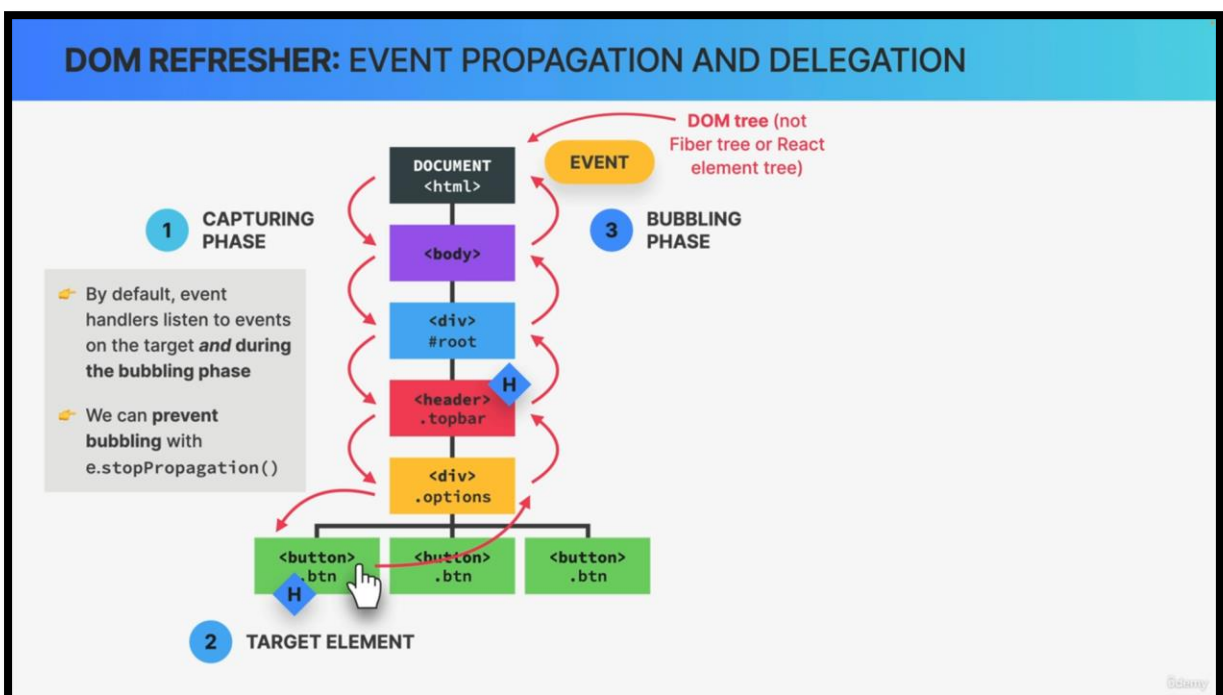 DOM REFRESHER: EVENT PROPAGATION AND DELEGATION
DOM tree (not
Fiber tree or React
element tree)
EVENT
DOCUMENT
<html>
1
CAPTURING
PHASE
3
BUBBLING
PHASE
<body>
👉 By default, event
handlers listen to events
on the target and during
the bubbling phase
👉 We can prevent
bubbling with
e.stopPropagation()
<div>
#root
H
<header>
.topbar
<div>
.options
<button>
.btn
H
<button>
.btn
<button>
.btn
2
TARGET ELEMENT
ûdemy